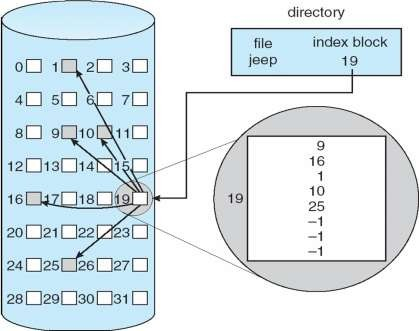 directory
file index block
jeep 19
0 1 2 3
4 5 6 7
8 9 10 11
12 13 14 15
16 17 18 19
20 21 22 23
24 25 26 27
28 29 30 31
19
9
16
1
10
25
–1
–1
–1